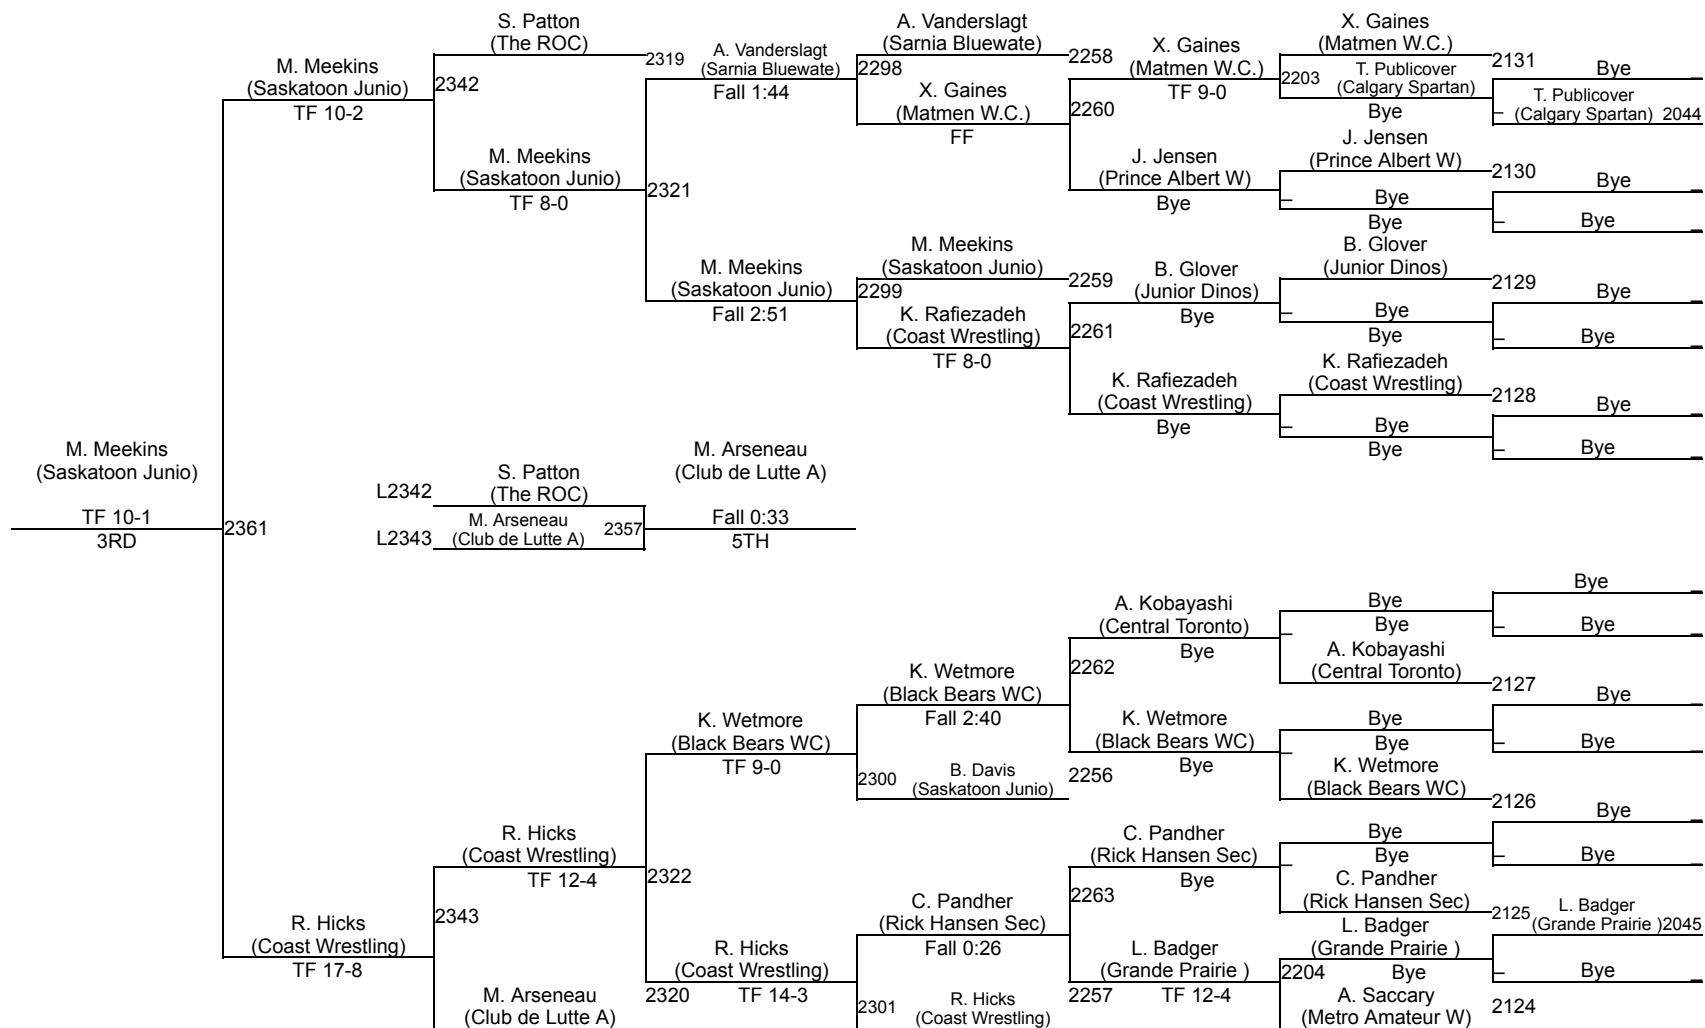 S. Patton
(The ROC)
2319
M. Meekins
(Saskatoon Junio)
TF 10-2
2342
M. Meekins
(Saskatoon Junio)
TF 8-0
A. Vanderslagt
(Sarnia Bluewate)
Fall 1:44
2321
M. Meekins
(Saskatoon Junio)
Fall 2:51
A. Vanderslagt
(Sarnia Bluewate)
2258
2298
X. Gaines
(Matmen W.C.)
FF
M. Meekins
(Saskatoon Junio)
2259
2299
K. Rafiezadeh
(Coast Wrestling)
TF 8-0
X. Gaines
(Matmen W.C.)
TF 9-0
2260
J. Jensen
(Prince Albert W)
Bye
B. Glover
(Junior Dinos)
Bye
2261
K. Rafiezadeh
(Coast Wrestling)
Bye
X. Gaines
(Matmen W.C.)
2131
2203
T. Publicover
(Calgary Spartan)
Bye
Bye
T. Publicover
(Calgary Spartan) 2044
J. Jensen
(Prince Albert W)
2130
Bye
Bye
Bye
Bye
B. Glover
(Junior Dinos)
2129
Bye
Bye
Bye
Bye
K. Rafiezadeh
(Coast Wrestling)
2128
Bye
Bye
Bye
Bye
M. Meekins
(Saskatoon Junio)
TF 10-1
3RD
2361
L2342
S. Patton
(The ROC)
L2343
M. Arseneau
(Club de Lutte A)
2357
M. Arseneau
(Club de Lutte A)
Fall 0:33
5TH
Bye
Bye
Bye
Bye
A. Kobayashi
(Central Toronto)
2127
A. Kobayashi
(Central Toronto)
Bye
2262
K. Wetmore
(Black Bears WC)
Fall 2:40
K. Wetmore
(Black Bears WC)
Bye
Bye
Bye
Bye
Bye
K. Wetmore
(Black Bears WC)
2126
K. Wetmore
(Black Bears WC)
TF 9-0
2300
B. Davis
(Saskatoon Junio)
2256
R. Hicks
(Coast Wrestling)
TF 12-4
2322
C. Pandher
(Rick Hansen Sec)
Bye
Bye
Bye
Bye
Bye
C. Pandher
(Rick Hansen Sec)
2125
2263
C. Pandher
(Rick Hansen Sec)
Fall 0:26
L. Badger
(Grande Prairie )
TF 12-4
L. Badger
(Grande Prairie )
Bye
L. Badger
(Grande Prairie )2045
Bye
2204
A. Saccary
(Metro Amateur W)
2124
R. Hicks
(Coast Wrestling)
TF 17-8
2343
R. Hicks
(Coast Wrestling)
TF 14-3
2301
R. Hicks
(Coast Wrestling)
2257
M. Arseneau
(Club de Lutte A)
2320